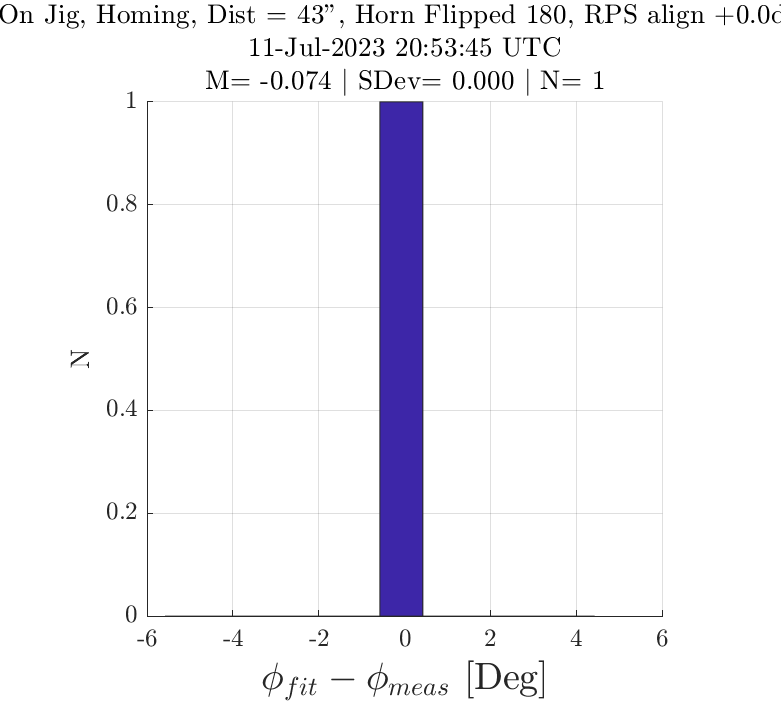 On Jig, Homing, Dist = 43”, Horn Flipped 180, RPS align +0.0d
11-Jul-2023 20:53:45 UTC
M= -0.074 | SDev= 0.000 | N= 1
1
0.8
0.6
0.4
0.2
0
N
-6 -4 -2 0 2 4 6
ϕ_fit − ϕ_meas [Deg]